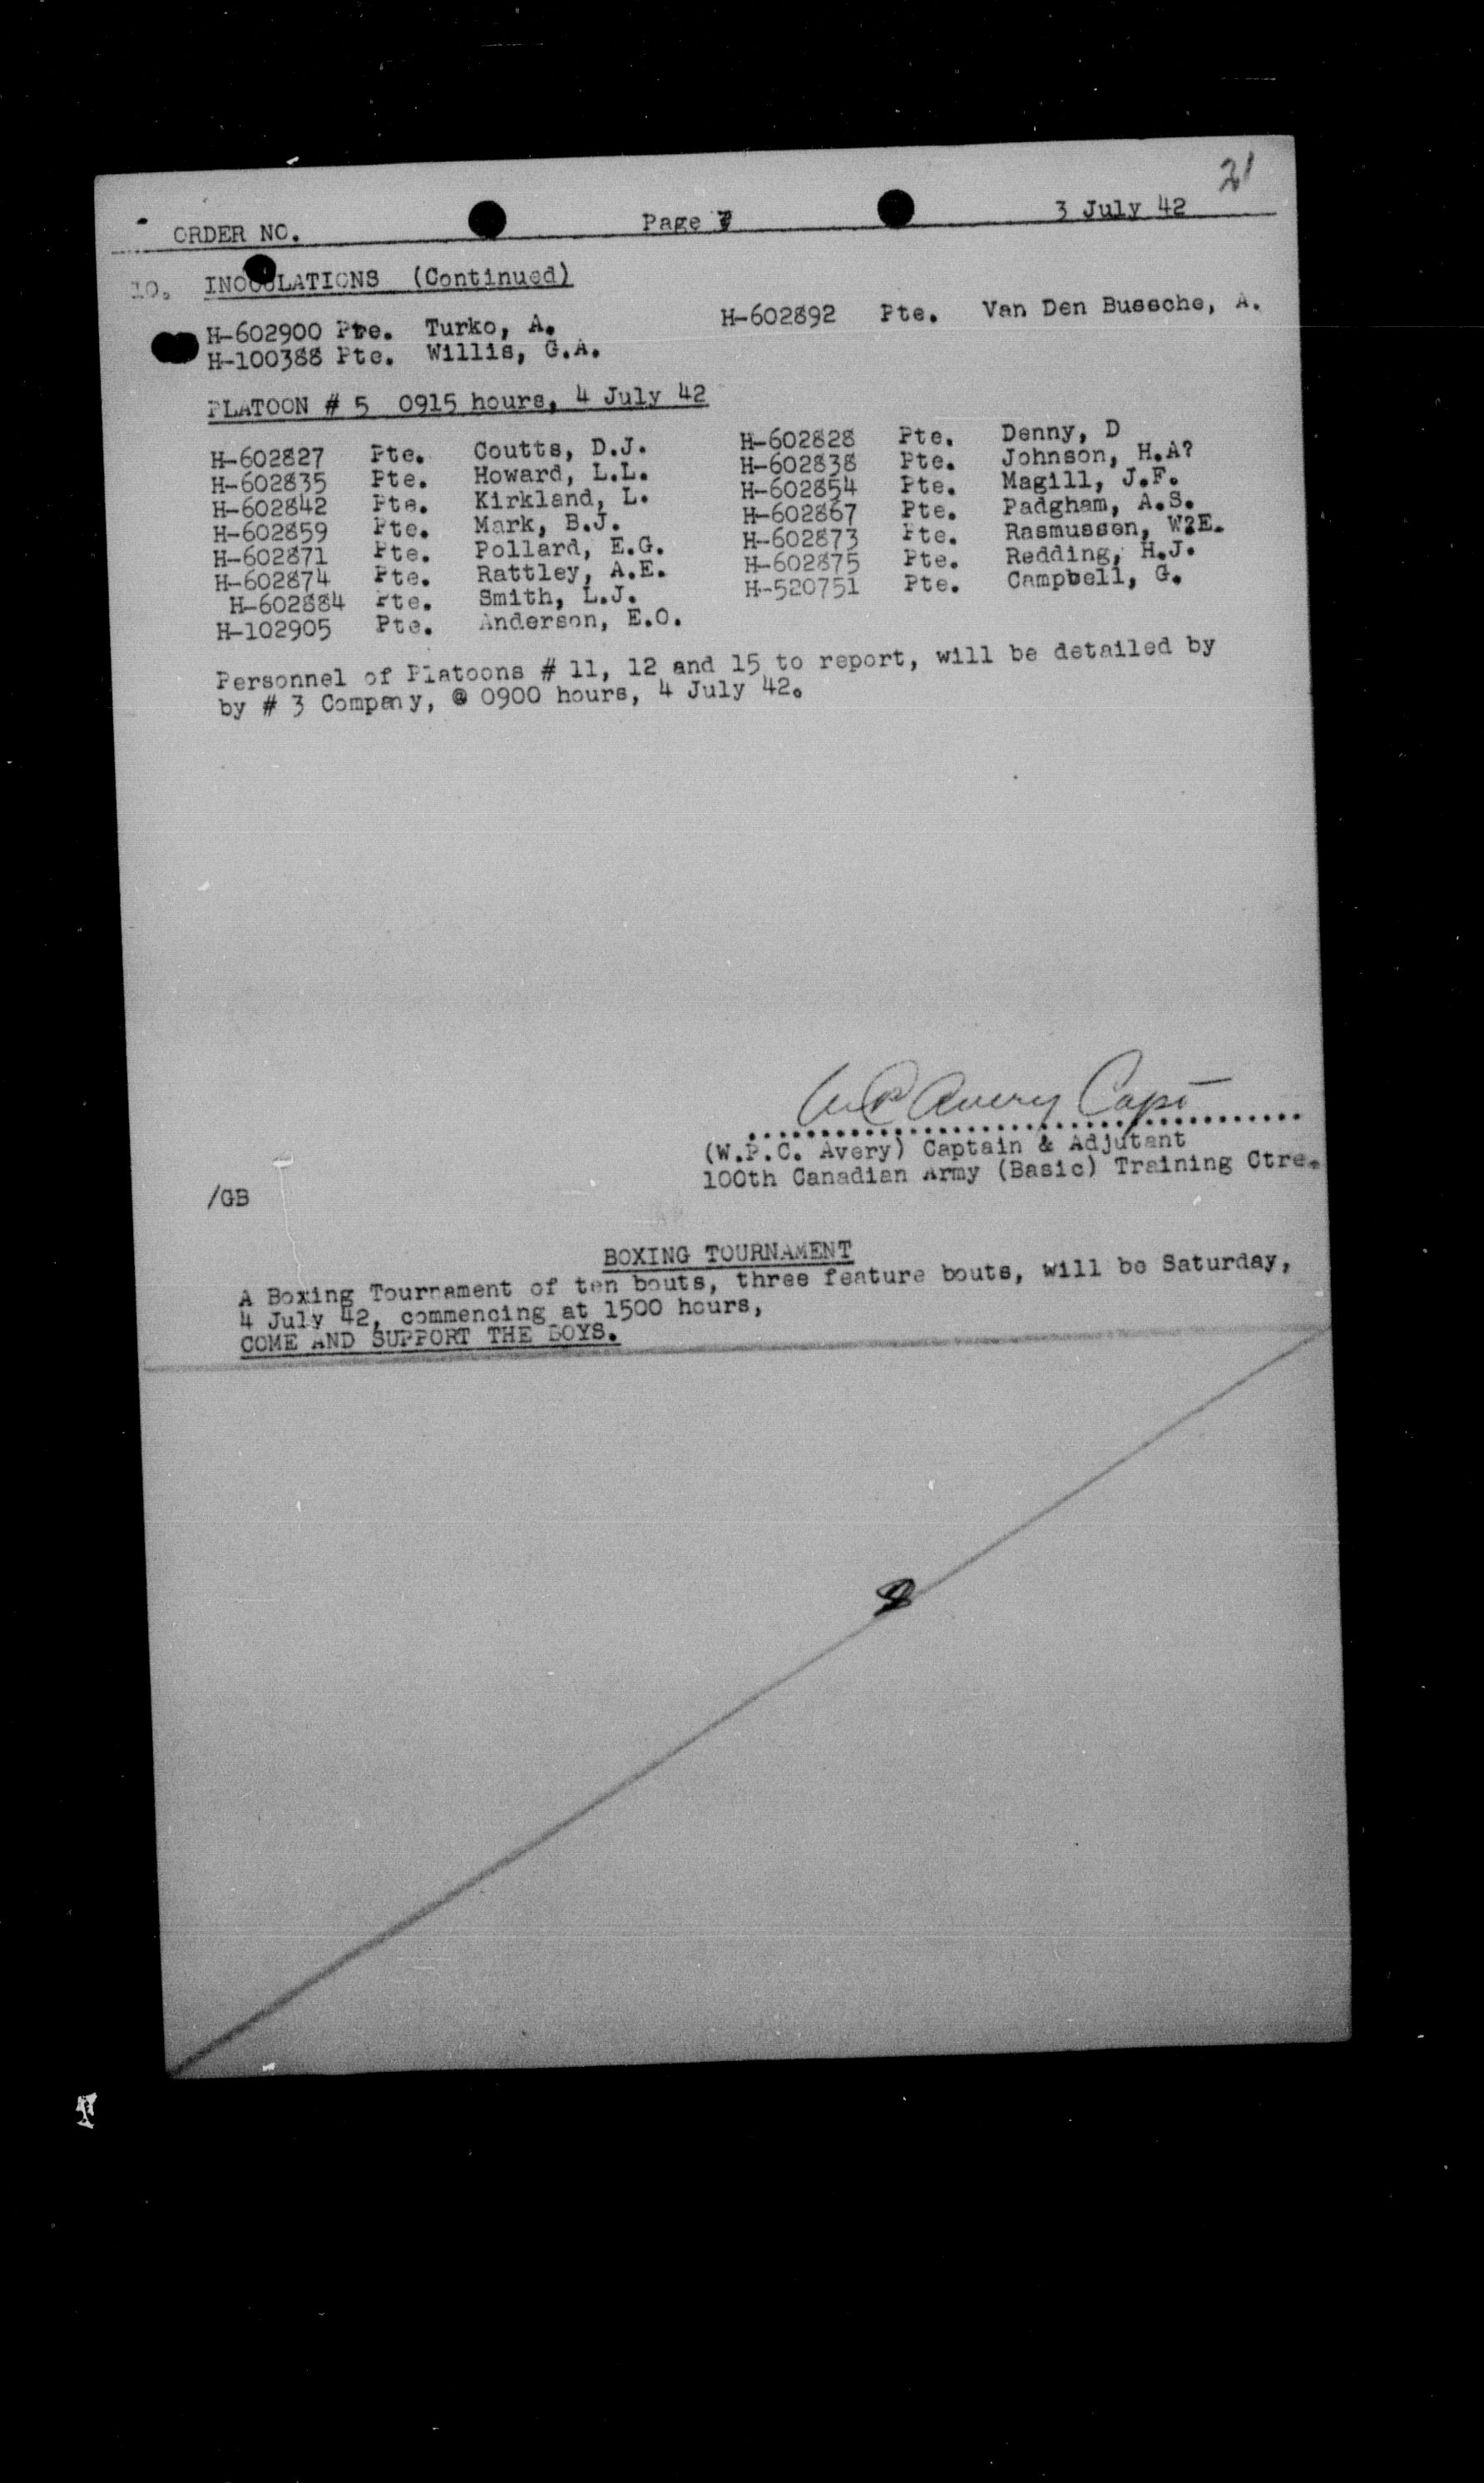 21
ORDER NO. Page 7 3 July 42
10. INOCULATIONS (Continued)
H-602900 Pte. Turko, A. H-602892 Pte. Van Den Bussche, A.
H-100388 Pte. Willis, G.A.
PLATOON # 5 0915 hours, 4 July 42
H-602827 Pte. Coutts, D.J. H-602828 Pte. Denny, D
H-602835 Pte. Howard, L.L. H-602838 Pte. Johnson, H.A?
H-602842 Pte. Kirkland, L. H-602854 Pte. Magill, J.F.
H-602859 Pte. Mark, B.J. H-602867 Pte. Padgham, A.S.
H-602871 Pte. Pollard, E.G. H-602873 Pte. Rasmussen, W?E.
H-602874 Pte. Rattley, A.E. H-602875 Pte. Redding, H.J.
H-602884 Pte. Smith, L.J. H-520751 Pte. Campbell, G.
H-102905 Pte. Anderson, E.O.
Personnel of Platoons # 11, 12 and 15 to report, will be detailed by
by # 3 Company, @ 0900 hours, 4 July 42.
W P Avery Capt
(W.P.C. Avery) Captain & Adjutant
100th Canadian Army (Basic) Training Ctre.
/GB
BOXING TOURNAMENT
A Boxing Tournament of ten bouts, three feature bouts, will be Saturday,
4 July 42, commencing at 1500 hours,
COME AND SUPPORT THE BOYS.